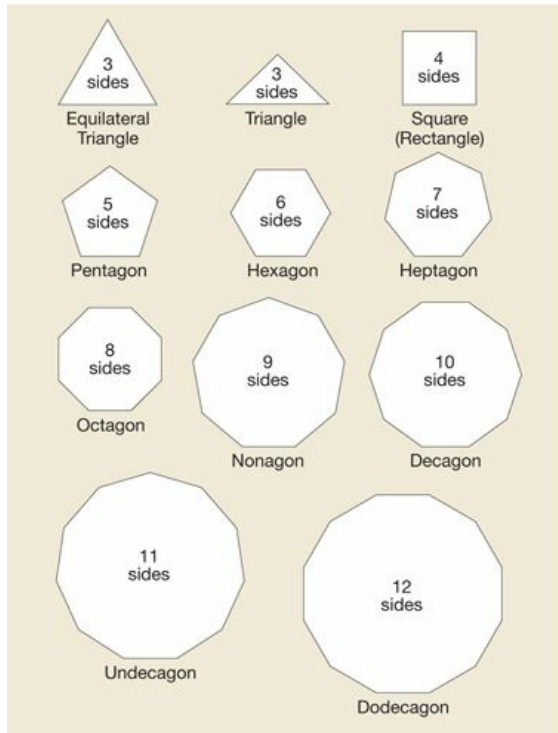 3
sides
Equilateral
Triangle
3
sides
Triangle
4
sides
Square
(Rectangle)
5
sides
Pentagon
6
sides
Hexagon
7
sides
Heptagon
8
sides
Octagon
9
sides
Nonagon
10
sides
Decagon
11
sides
Undecagon
12
sides
Dodecagon